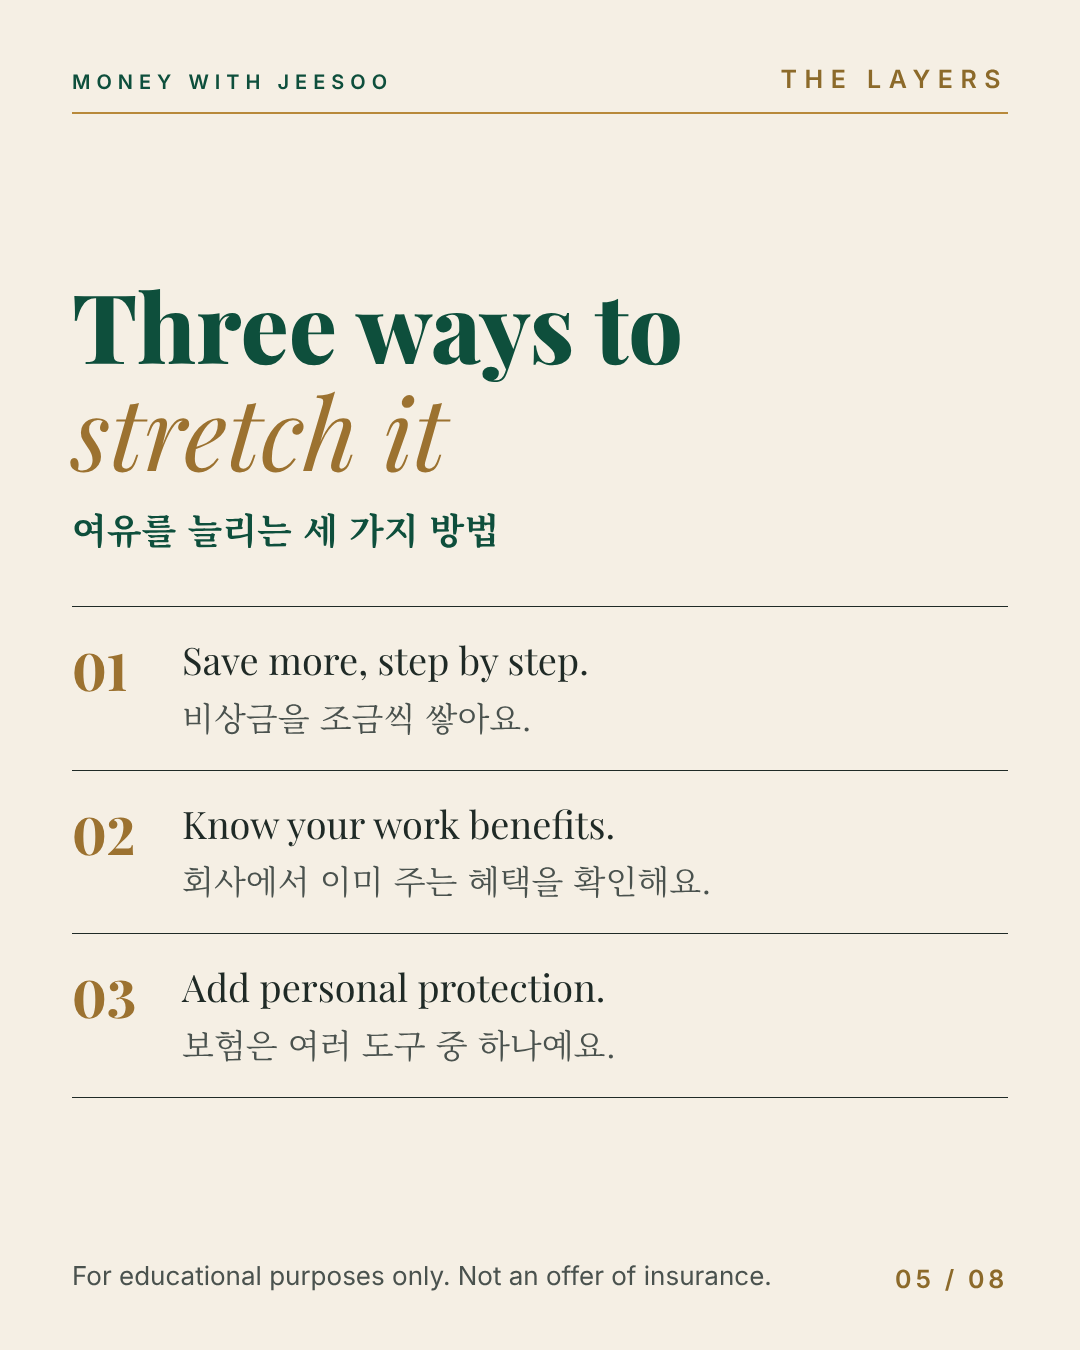 MONEY WITH JEESOO
THE LAYERS
Three ways to
stretch it
여유를 늘리는 세 가지 방법
01
Save more, step by step.
비상금을 조금씩 쌓아요.
02
Know your work benefits.
회사에서 이미 주는 혜택을 확인해요.
03
Add personal protection.
보험은 여러 도구 중 하나예요.
For educational purposes only. Not an offer of insurance.
05 / 08